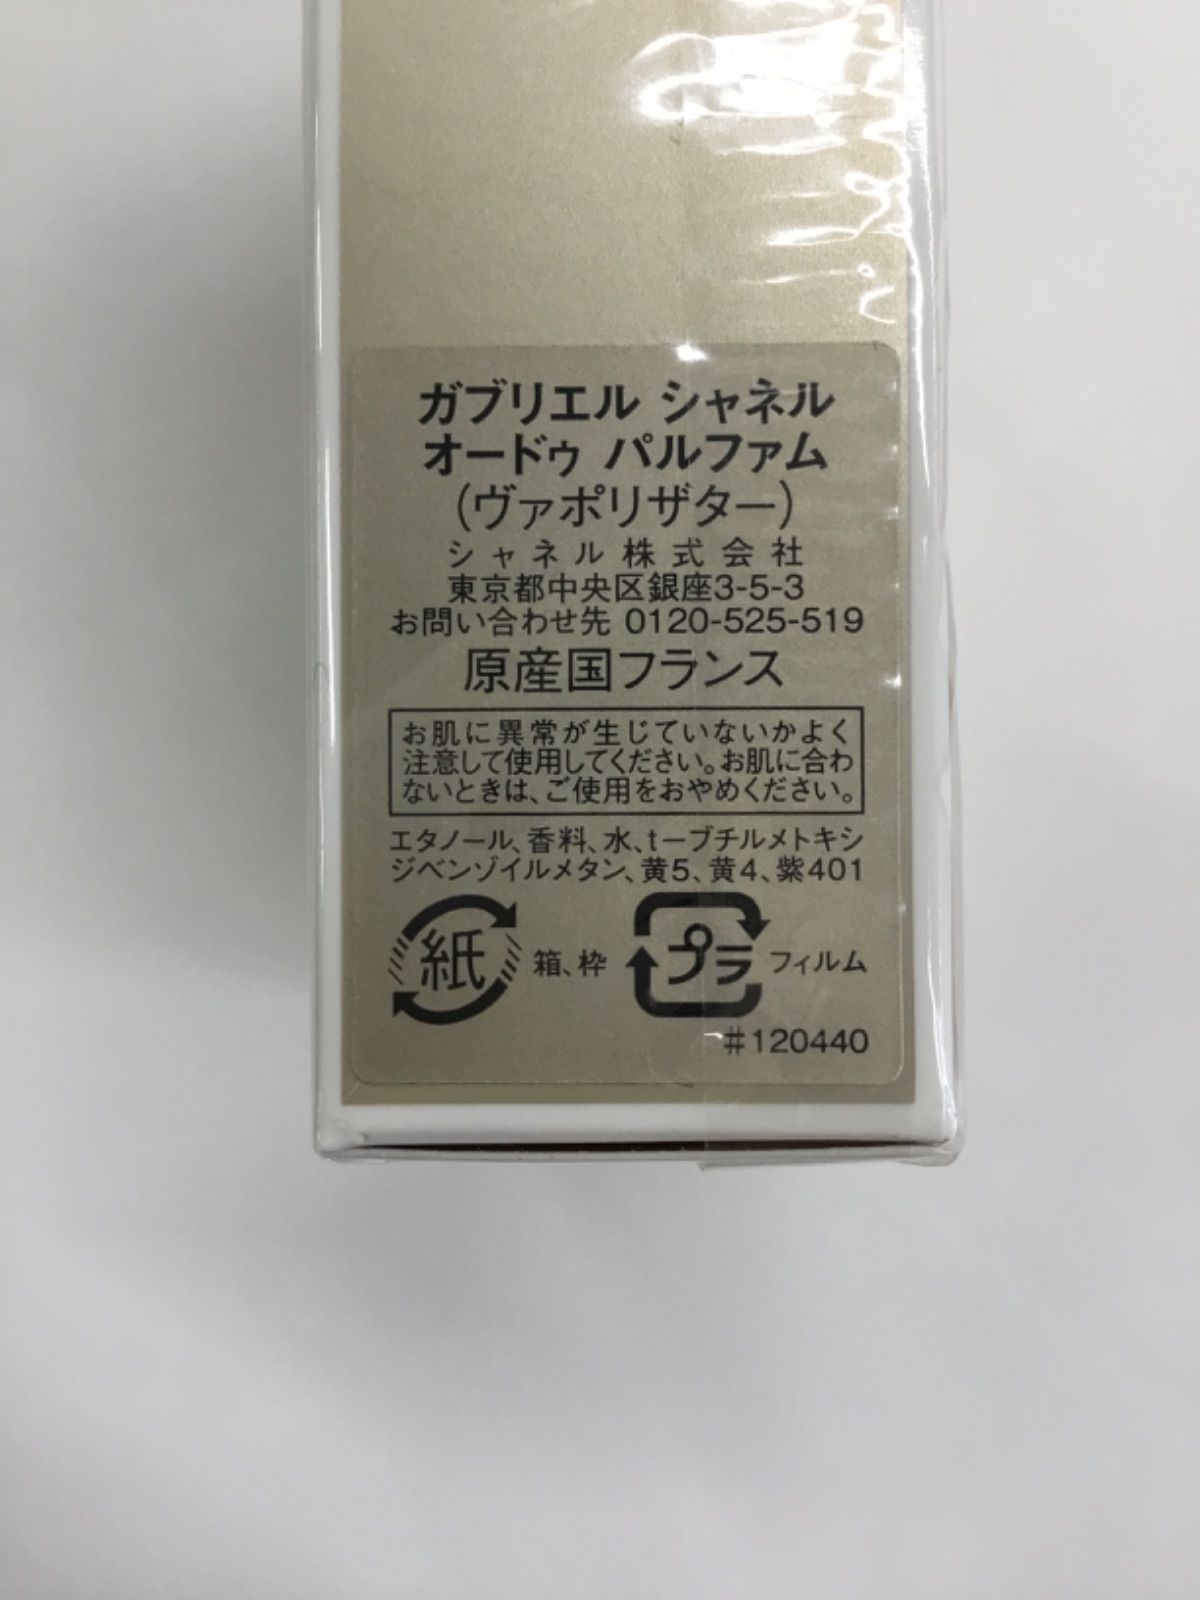 ガブリエル シャネル
オードゥ パルファム
(ヴァポリザター)
シャネル株式会社
東京都中央区銀座3-5-3
お問い合わせ先 0120-525-519
原産国フランス
お肌に異常が生じていないかよく
注意して使用してください。お肌に合わ
ないときは、ご使用をおやめください。
エタノール、香料、水、t-ブチルメトキシ
ジベンゾイルメタン、黄5、黄4、紫401
紙 箱、枠 プラ フィルム
#120440